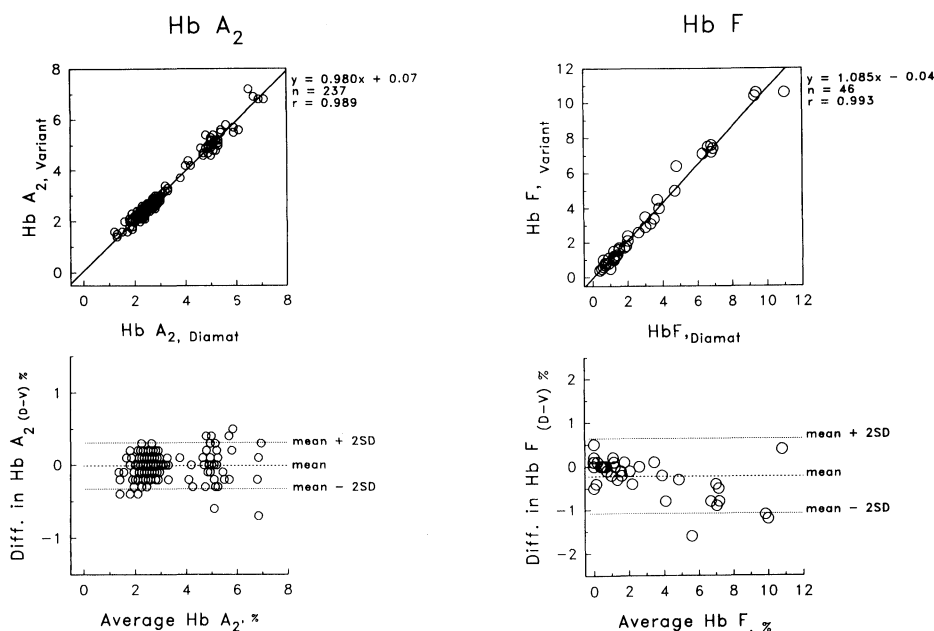 Hb A2
Hb F
y = 0.980x + 0.07
n = 237
r = 0.989
Hb A2, Variant
8
6
4
2
0
0 2 4 6 8
Hb A2, Diamat
y = 1.085x − 0.04
n = 46
r = 0.993
Hb F, Variant
12
10
8
6
4
2
0
0 2 4 6 8 10 12
HbF,Diamat
Diff. in Hb A2 (D-V) %
1
0
−1
mean + 2SD
mean
mean − 2SD
0 2 4 6 8
Average Hb A2, %
Diff. in Hb F (D-V) %
2
1
0
−1
−2
mean + 2SD
mean
mean − 2SD
0 2 4 6 8 10 12
Average Hb F, %